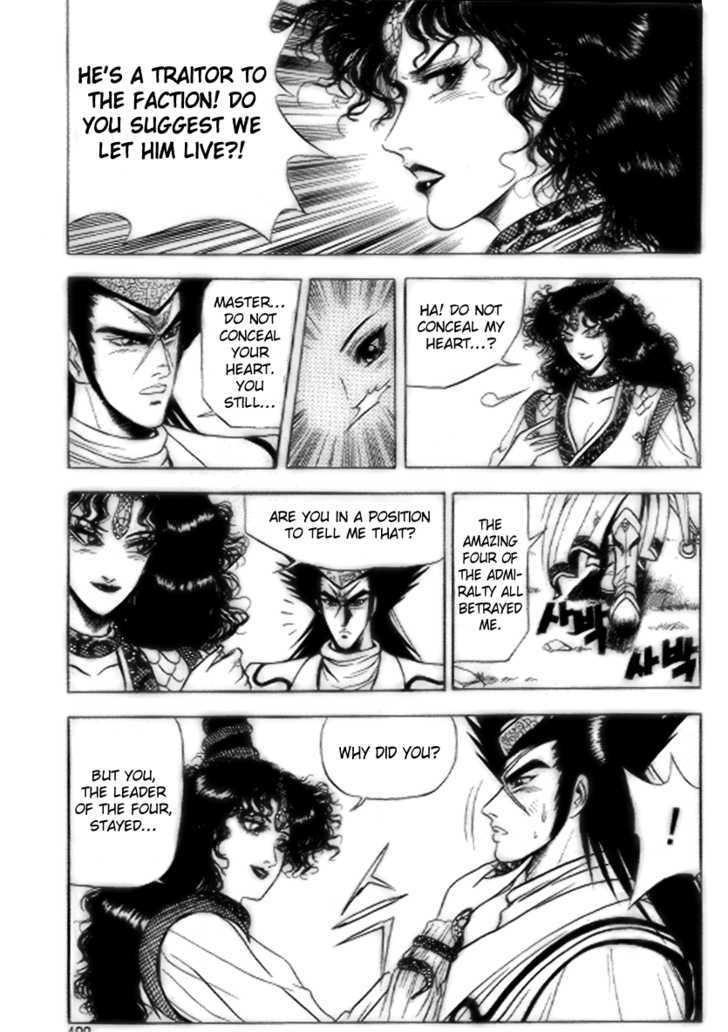 HE'S A TRAITOR TO
THE FACTION! DO
YOU SUGGEST WE
LET HIM LIVE?!
MASTER...
DO NOT
CONCEAL
YOUR
HEART.
YOU
STILL...
HA! DO NOT
CONCEAL MY
HEART...?
ARE YOU IN A POSITION
TO TELL ME THAT?
THE
AMAZING
FOUR OF
THE ADMI-
RALTY ALL
BETRAYED
ME.
사박
사박
BUT YOU,
THE LEADER
OF THE FOUR,
STAYED...
WHY DID YOU?
!